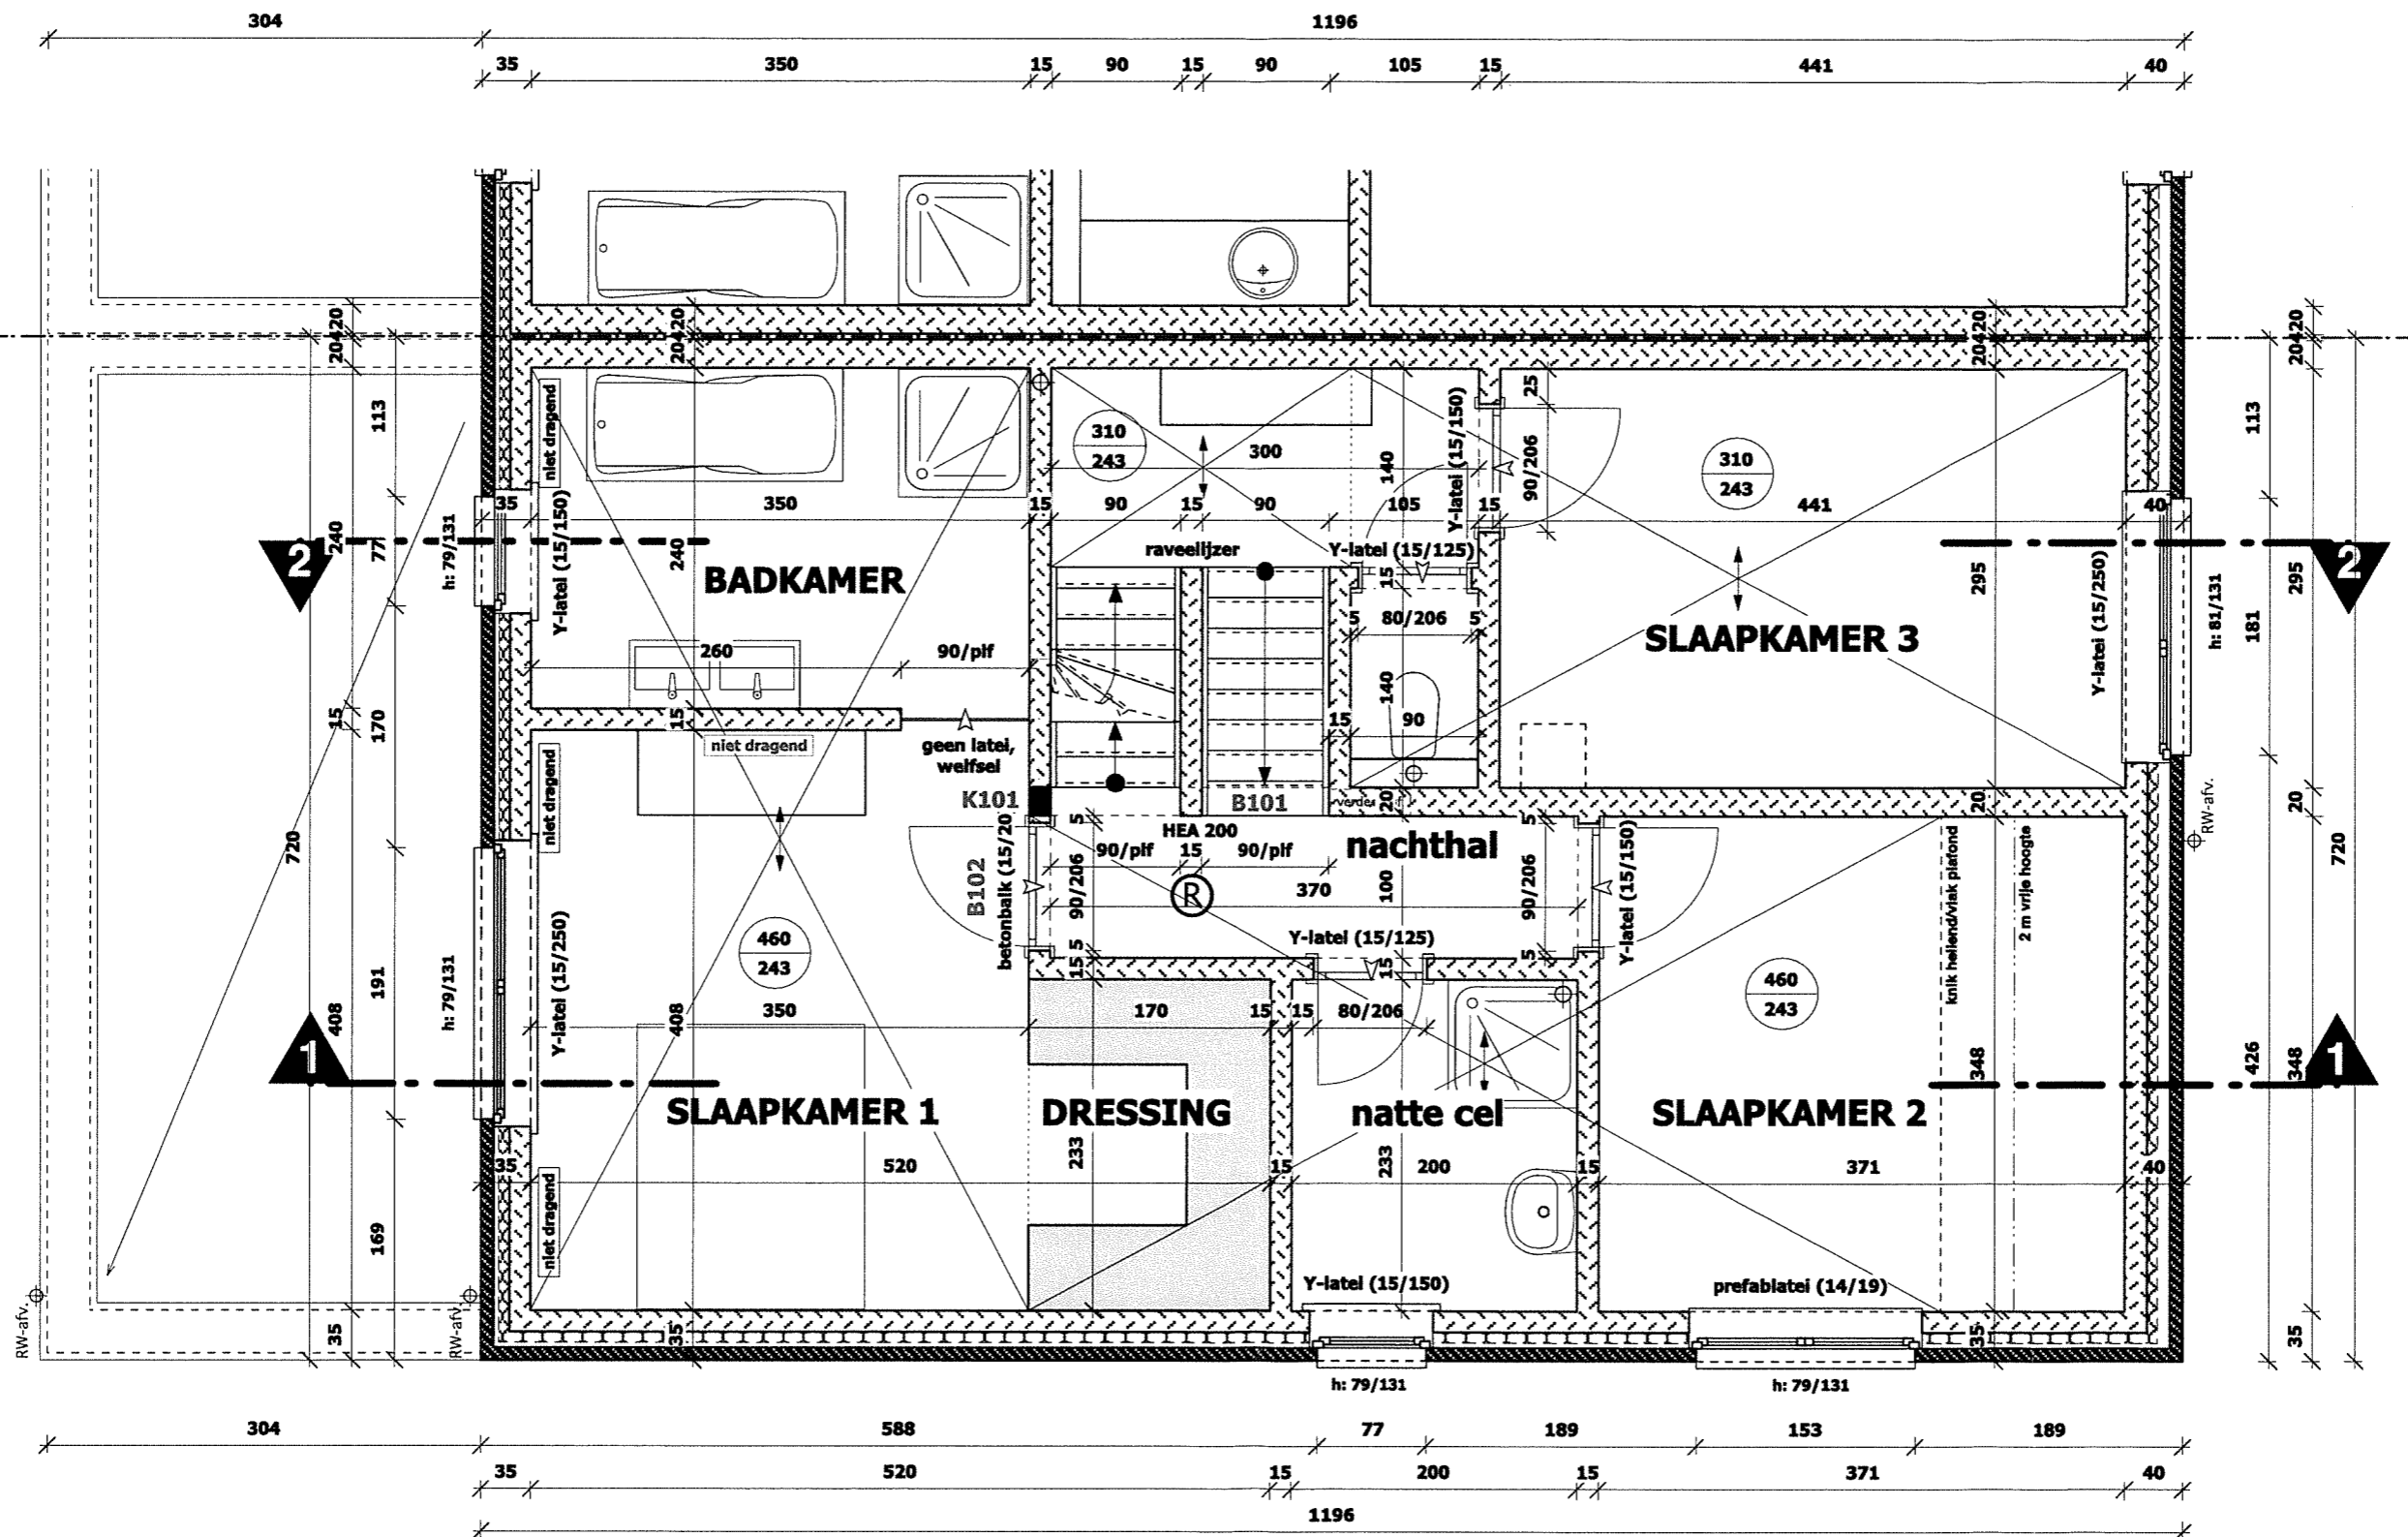 304
1196
35
350
15
90
15
90
105
15
441
40
20420
20420
20420
20420
113
niet dragend
310
243
300
140
Y-latei (15/150)
25
90/206
310
243
113
35
350
15
90
15
90
105
15
441
40
h: 79/131
240
77
Y-latei (15/150)
240
2
BADKAMER
raveelijzer
Y-latei (15/125)
15
295
Y-latei (15/250)
h: 81/131
181
295
2
5
80/206
5
SLAAPKAMER 3
260
90/plf
140
15
170
15
niet dragend
15
90
geen latei,
welfsel
niet dragend
K101
B101
20
20
20
RW-afv.
720
720
HEA 200
nachthal
5
90/plf
15
90/plf
5
B102
betonbalk (15/20
90/206
R
370
100
90/206
Y-latei (15/150)
knik hellend/vlak plafond
2 m vrije hoogte
460
243
Y-latei (15/125)
5
15
15
5
460
243
h: 79/131
191
408
Y-latei (15/250)
350
408
170
15
15
80/206
348
426
348
1
1
SLAAPKAMER 1
DRESSING
natte cel
SLAAPKAMER 2
35
520
233
15
233
200
15
371
40
niet dragend
169
Y-latei (15/150)
prefablatei (14/19)
RW-afv.
RW-afv.
35
35
35
35
h: 79/131
h: 79/131
304
588
77
189
153
189
35
520
15
200
15
371
40
1196